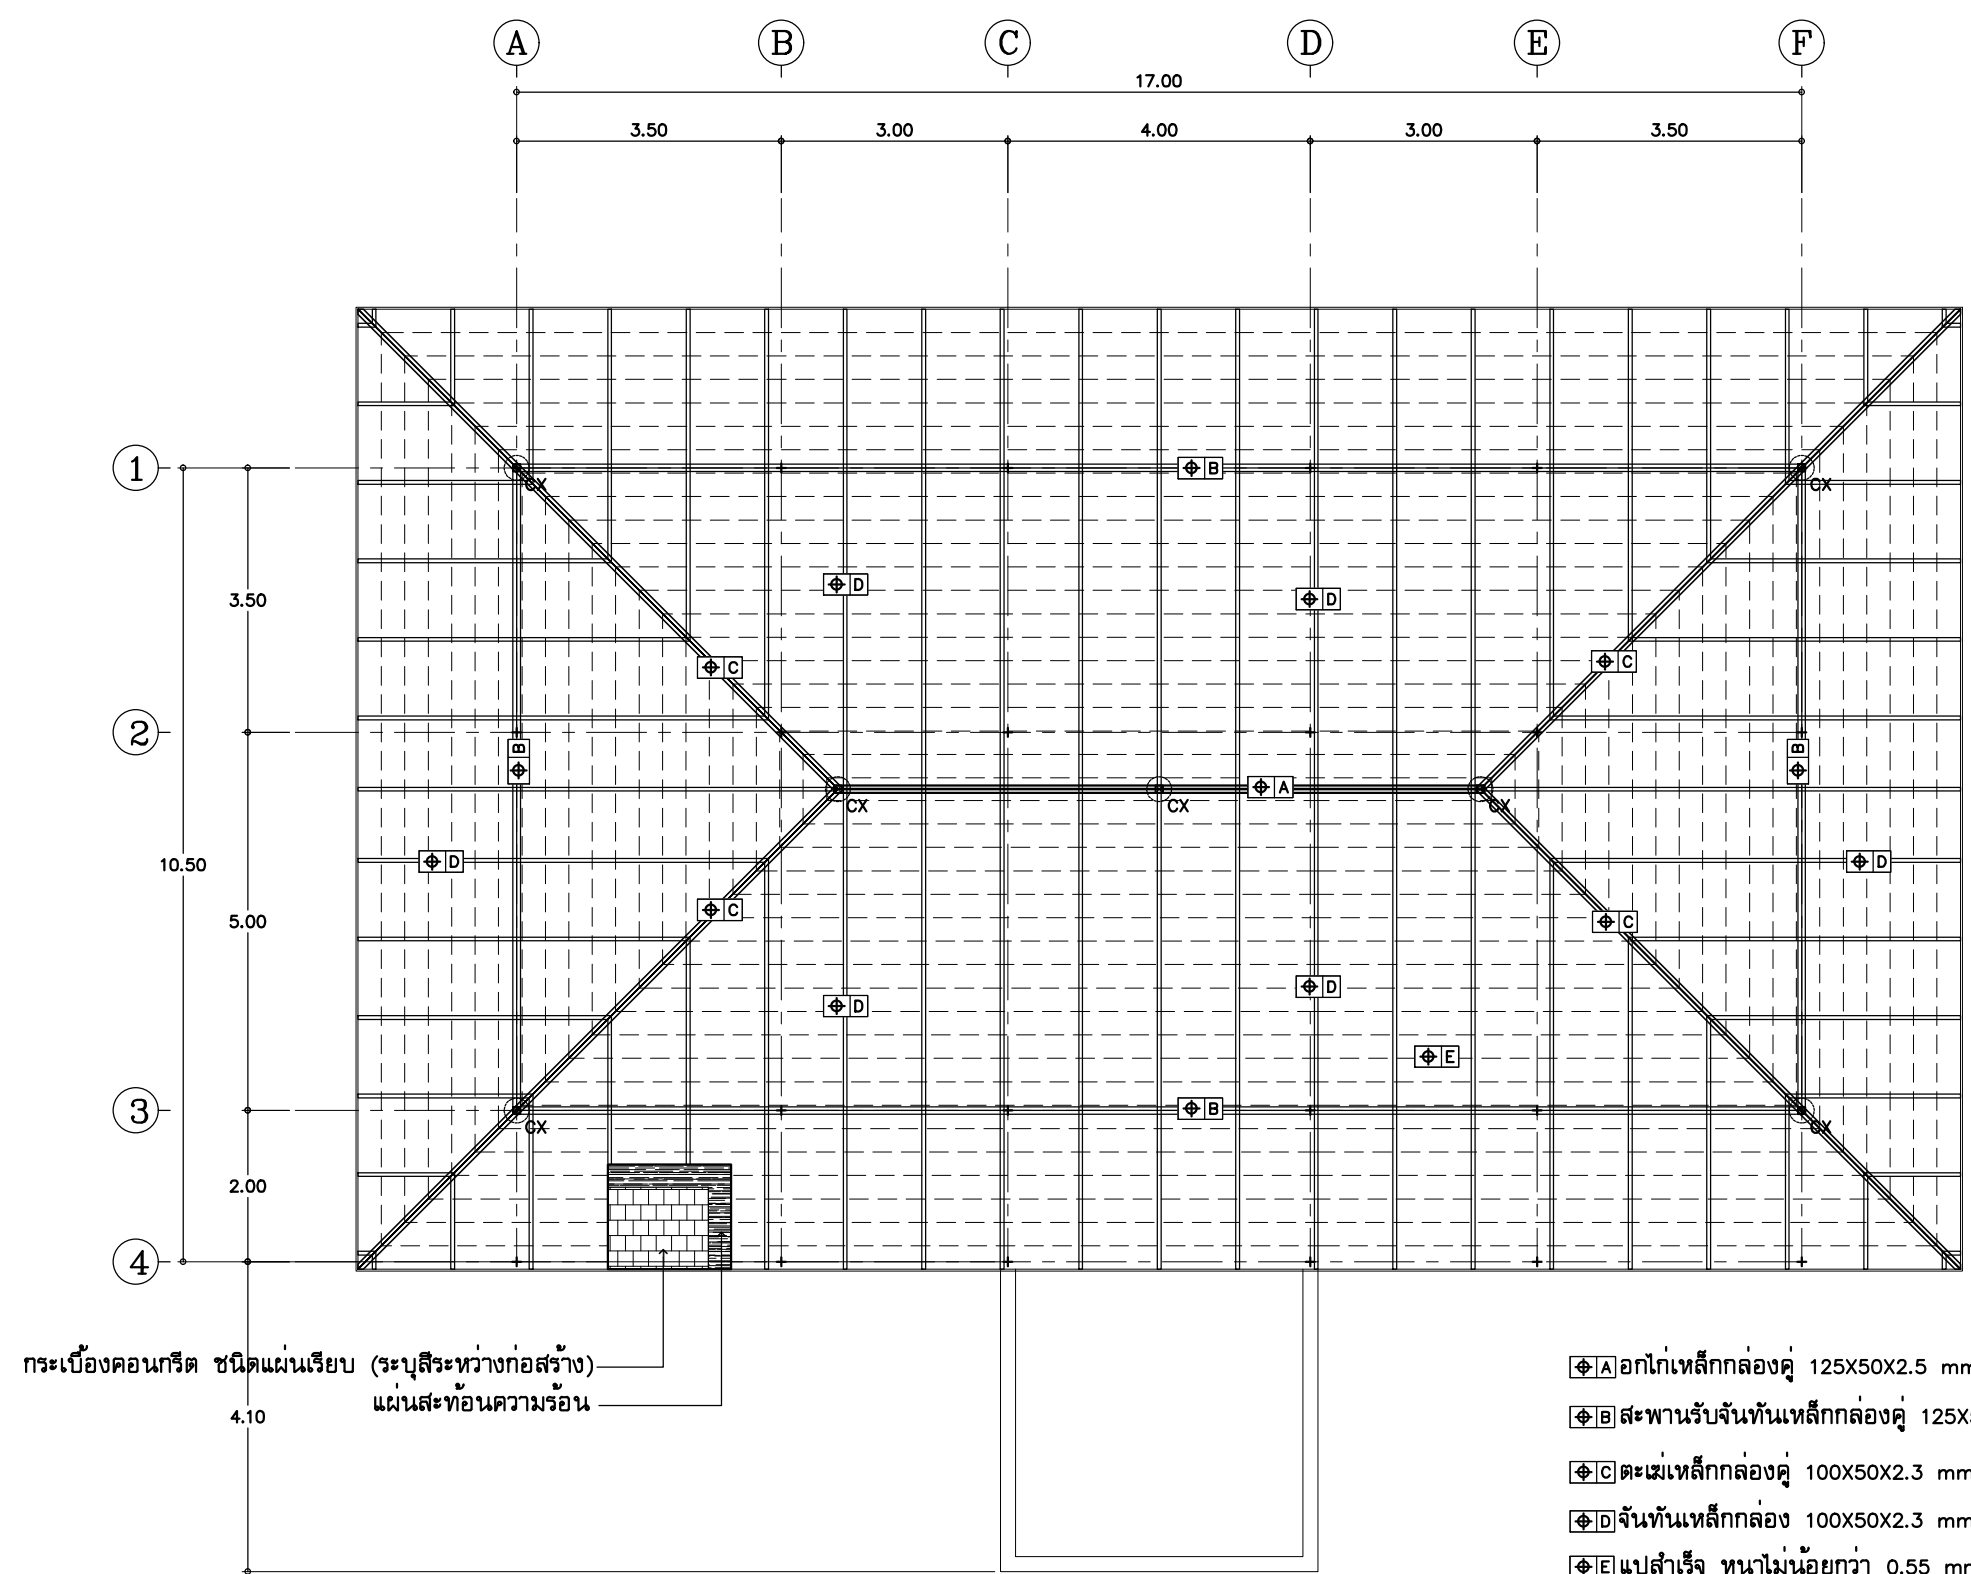 A B C D E F
17.00
3.50 3.00 4.00 3.00 3.50
1
B
CX CX
D
3.50
D
C C
2
B B
A
CX CX CX
D D
10.50
C
5.00
C
D
D
E
3
B
CX CX
2.00
4
กระเบื้องคอนกรีต ชนิดแผ่นเรียบ (ระบุสีระหว่างก่อสร้าง)
แผ่นสะท้อนความร้อน
4.10
A อกไก่เหล็กกล่องคู่ 125X50X2.5 mm
B สะพานรับจันทันเหล็กกล่องคู่ 125X
C ตะเฆ่เหล็กกล่องคู่ 100X50X2.3 mm
D จันทันเหล็กกล่อง 100X50X2.3 mm
E แปสำเร็จ หนาไม่น้อยกว่า 0.55 mm